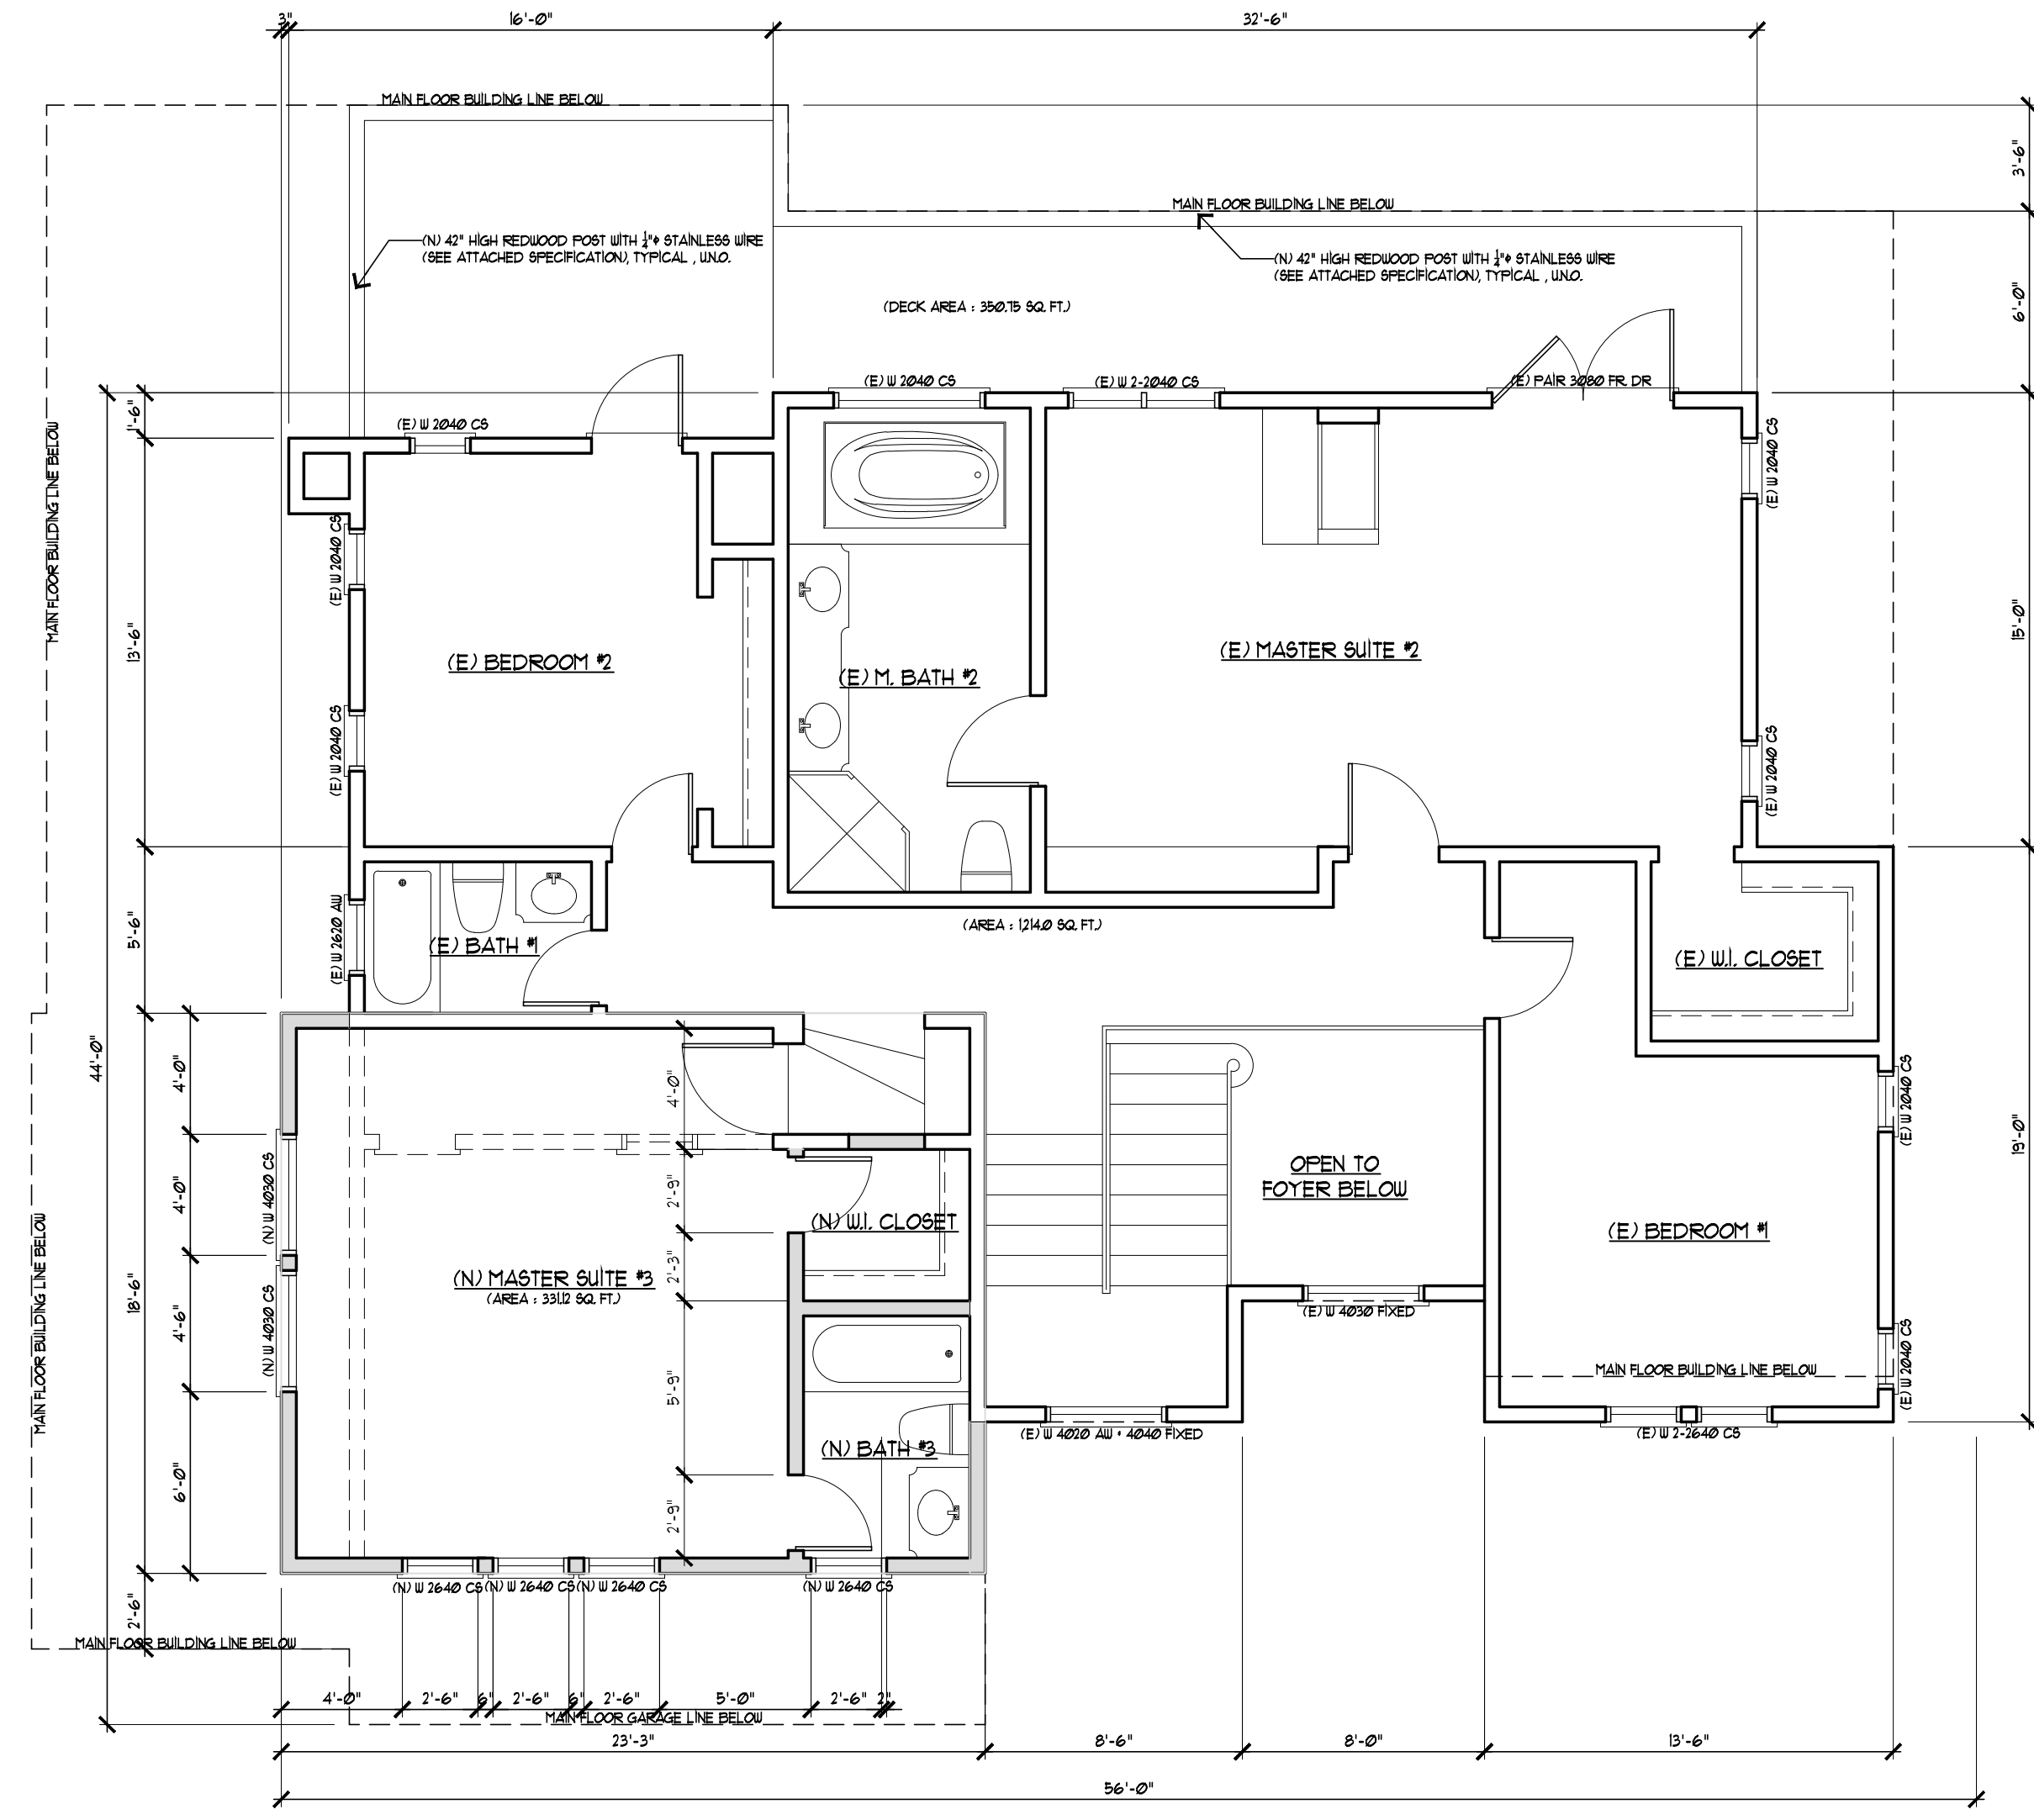 3" 16'-0" 32'-6"
MAIN FLOOR BUILDING LINE BELOW
3'-6"
MAIN FLOOR BUILDING LINE BELOW
(N) 42" HIGH REDWOOD POST WITH ¼"Φ STAINLESS WIRE
(SEE ATTACHED SPECIFICATION), TYPICAL , U.N.O.
(N) 42" HIGH REDWOOD POST WITH ¼"Φ STAINLESS WIRE
(SEE ATTACHED SPECIFICATION), TYPICAL , U.N.O.
(DECK AREA : 350.75 SQ. FT.)
6'-0"
1'-6"
(E) W 2040 CS
(E) W 2040 CS
(E) W 2-2040 CS
(E) PAIR 3080 FR. DR
(E) W 2040 CS
MAIN FLOOR BUILDING LINE BELOW
(E) W 2040 CS
13'-6"
(E) BEDROOM #2
(E) M. BATH #2
(E) MASTER SUITE #2
15'-0"
(E) W 2040 CS
(E) W 2040 CS
5'-6"
(E) W 2620 AW
(E) BATH #1
(AREA : 1,214.0 SQ. FT.)
(E) W.I. CLOSET
44'-0"
4'-0"
4'-0"
(E) W 2040 CS
19'-0"
4'-0"
(N) W 4030 CS
2'-9"
(N) W.I. CLOSET
OPEN TO
FOYER BELOW
(E) BEDROOM #1
MAIN FLOOR BUILDING LINE BELOW
18'-6"
4'-6"
(N) W 4030 CS
(N) MASTER SUITE #3
(AREA : 331.12 SQ. FT.)
2'-3"
(E) W 4030 FIXED
5'-9"
MAIN FLOOR BUILDING LINE BELOW
(E) W 2040 CS
6'-0"
(N) BATH #3
(E) W 4020 AW + 4040 FIXED
(E) W 2-2640 CS
2'-9"
(N) W 2640 CS
(N) W 2640 CS
(N) W 2640 CS
(N) W 2640 CS
2'-6"
MAIN FLOOR BUILDING LINE BELOW
4'-0" 2'-6" 6" 2'-6" 6" 2'-6" 5'-0" 2'-6" 2"
MAIN FLOOR GARAGE LINE BELOW
23'-3" 8'-6" 8'-0" 13'-6"
56'-0"